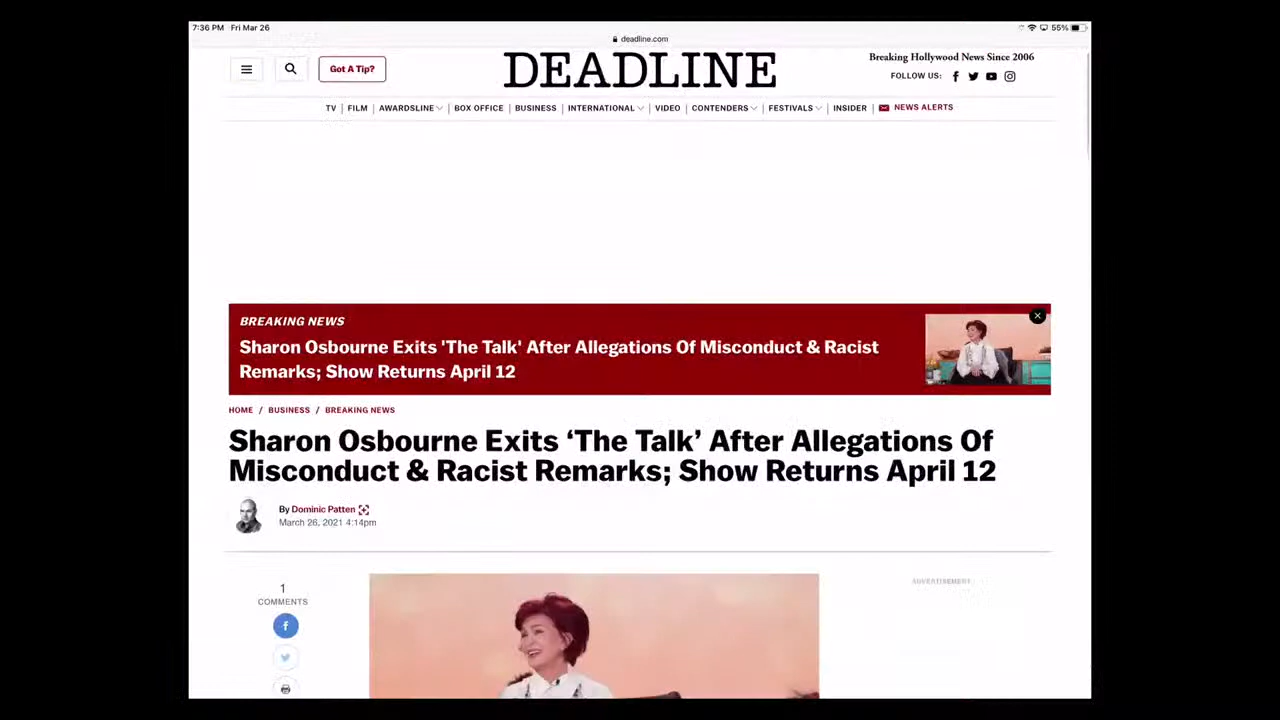 7:36 PM Fri Mar 26
55%
deadline.com
Got A Tip?
DEADLINE
Breaking Hollywood News Since 2006
FOLLOW US:
TV | FILM | AWARDSLINE | BOX OFFICE | BUSINESS | INTERNATIONAL | VIDEO | CONTENDERS | FESTIVALS | INSIDER | NEWS ALERTS
BREAKING NEWS
Sharon Osbourne Exits 'The Talk' After Allegations Of Misconduct & Racist
Remarks; Show Returns April 12
HOME / BUSINESS / BREAKING NEWS
Sharon Osbourne Exits ‘The Talk’ After Allegations Of
Misconduct & Racist Remarks; Show Returns April 12
By Dominic Patten
March 26, 2021 4:14pm
1
COMMENTS
ADVERTISEMENT